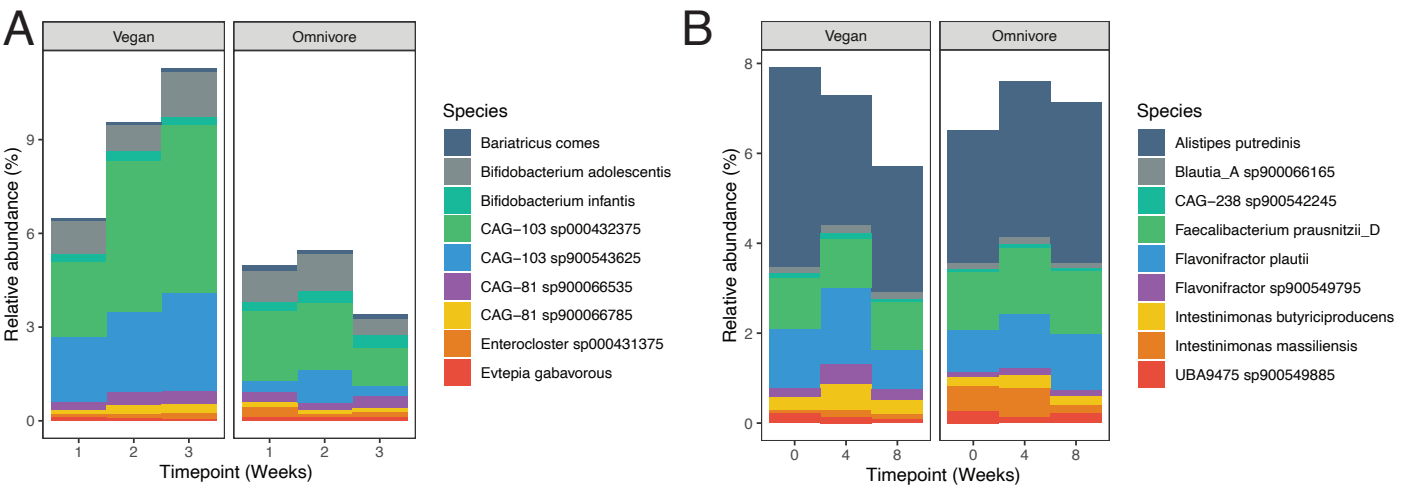 A
Vegan
Omnivore
Relative abundance (%)
9
6
3
0
1
2
3
1
2
3
Timepoint (Weeks)
Species
Bariatricus comes
Bifidobacterium adolescentis
Bifidobacterium infantis
CAG-103 sp000432375
CAG-103 sp900543625
CAG-81 sp900066535
CAG-81 sp900066785
Enterocloster sp000431375
Evtepia gabavorous
B
Vegan
Omnivore
Relative abundance (%)
8
6
4
2
0
0
4
8
0
4
8
Timepoint (Weeks)
Species
Alistipes putredinis
Blautia_A sp900066165
CAG-238 sp900542245
Faecalibacterium prausnitzii_D
Flavonifractor plautii
Flavonifractor sp900549795
Intestinimonas butyriciproducens
Intestinimonas massiliensis
UBA9475 sp900549885